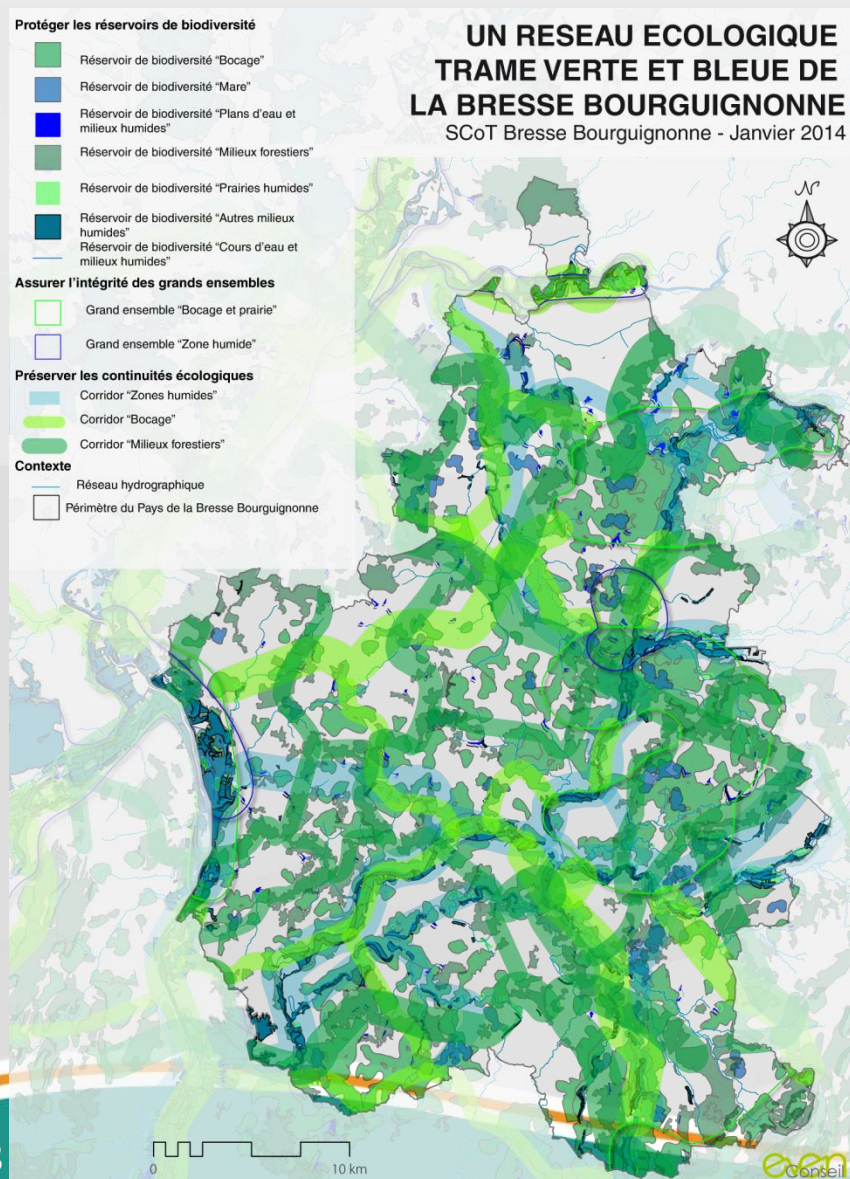 Protéger les réservoirs de biodiversité
Réservoir de biodiversité "Bocage"
Réservoir de biodiversité "Mare"
Réservoir de biodiversité "Plans d'eau et
milieux humides"
Réservoir de biodiversité "Milieux forestiers"
Réservoir de biodiversité "Prairies humides"
Réservoir de biodiversité "Autres milieux
humides"
Réservoir de biodiversité "Cours d'eau et
milieux humides"
Assurer l'intégrité des grands ensembles
Grand ensemble "Bocage et prairie"
Grand ensemble "Zone humide"
Préserver les continuités écologiques
Corridor "Zones humides"
Corridor "Bocage"
Corridor "Milieux forestiers"
Contexte
Réseau hydrographique
Périmètre du Pays de la Bresse Bourguignonne
UN RESEAU ECOLOGIQUE
TRAME VERTE ET BLEUE DE
LA BRESSE BOURGUIGNONNE
SCoT Bresse Bourguignonne - Janvier 2014
N
0 10 km
even
Conseil